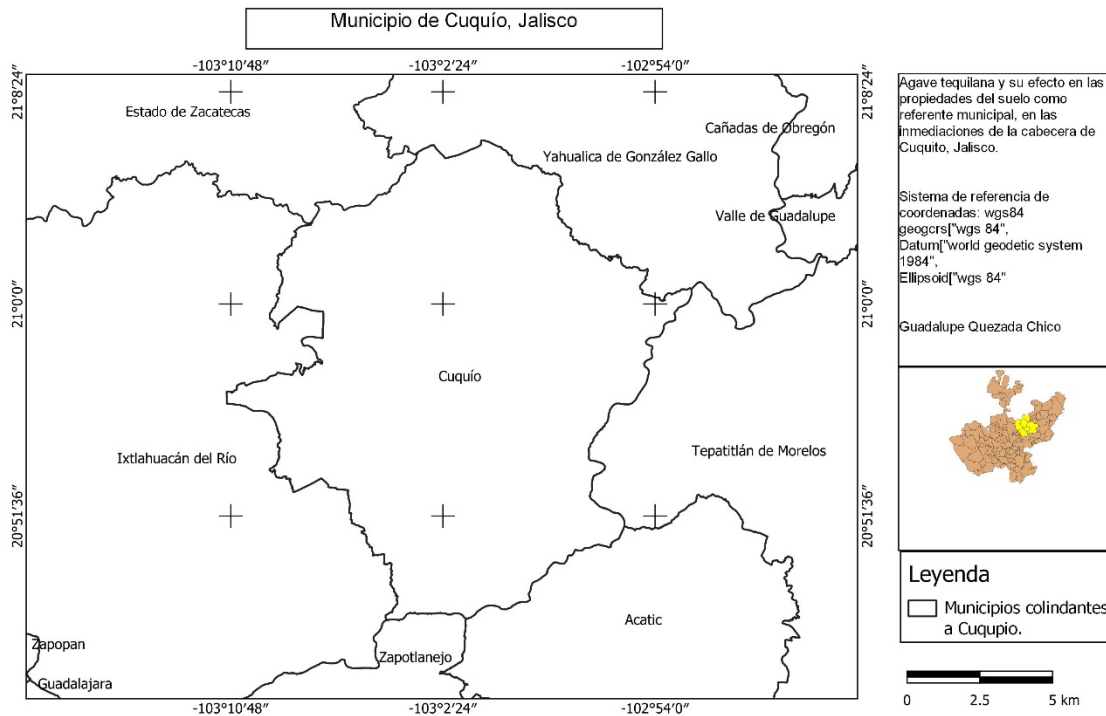 Municipio de Cuquío, Jalisco
-103°10'48"
-103°2'24"
-102°54'0"
21°8'24"
21°8'24"
Estado de Zacatecas
Cañadas de Obregón
Yahualica de González Gallo
Valle de Guadalupe
21°0'0"
21°0'0"
Cuquío
Ixtlahuacán del Río
Tepatitlán de Morelos
20°51'36"
20°51'36"
Acatic
Zapopan
Zapotlanejo
Guadalajara
-103°10'48"
-103°2'24"
-102°54'0"
Agave tequilana y su efecto en las
propiedades del suelo como
referente municipal, en las
inmediaciones de la cabecera de
Cuquito, Jalisco.
Sistema de referencia de
coordenadas: wgs84
geogcrs["wgs 84",
Datum["world geodetic system
1984",
Ellipsoid["wgs 84"
Guadalupe Quezada Chico
Leyenda
Municipios colindantes
a Cuqupio.
0 2.5 5 km